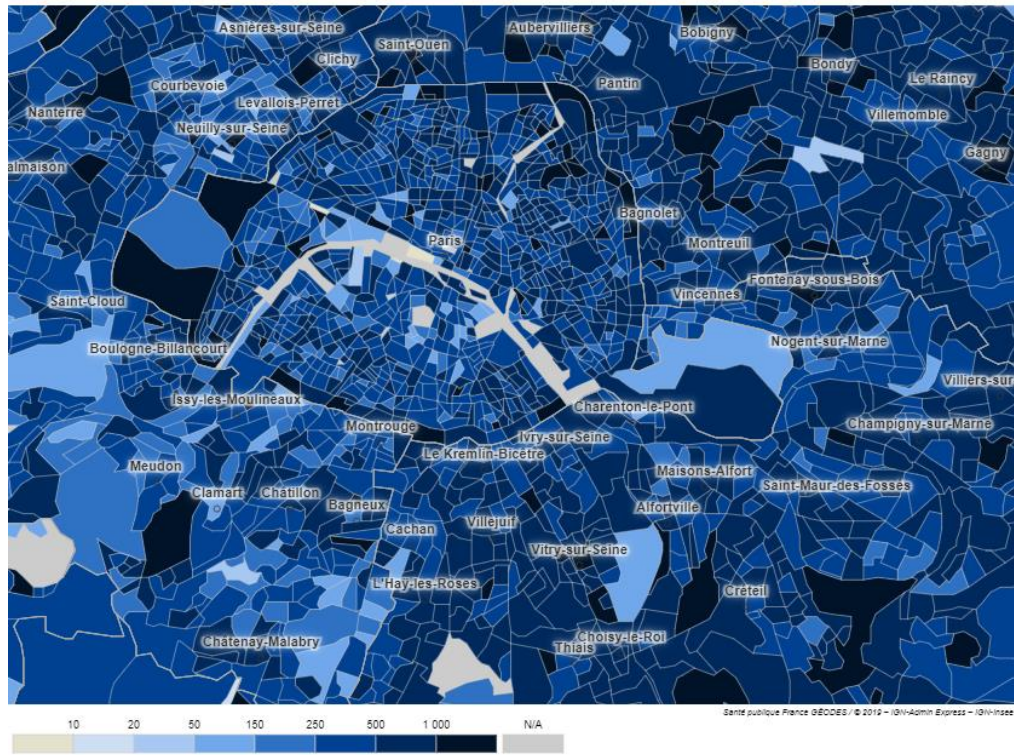 Asnières-sur-Seine
Aubervilliers
Bobigny
Saint-Ouen
Clichy
Bondy
Pantin
Le Raincy
Courbevoie
Levallois-Perret
Nanterre
Villemomble
Neuilly-sur-Seine
Gagny
almaison
Bagnolet
Paris
Montreuil
Fontenay-sous-Bois
Vincennes
Saint-Cloud
Nogent-sur-Marne
Boulogne-Billancourt
Villiers-sur
Issy-les-Moulineaux
Charenton-le-Pont
Champigny-sur-Marne
Montrouge
Ivry-sur-Seine
Le Kremlin-Bicêtre
Meudon
Maisons-Alfort
Saint-Maur-des-Fossés
Clamart
Châtillon
Bagneux
Alfortville
Cachan
Villejuif
Vitry-sur-Seine
L'Haÿ-les-Roses
Créteil
Châtenay-Malabry
Choisy-le-Roi
Thiais
Santé publique France GÉODES / © 2019 – IGN-Admin Express – IGN-Insee
10 20 50 150 250 500 1 000 N/A